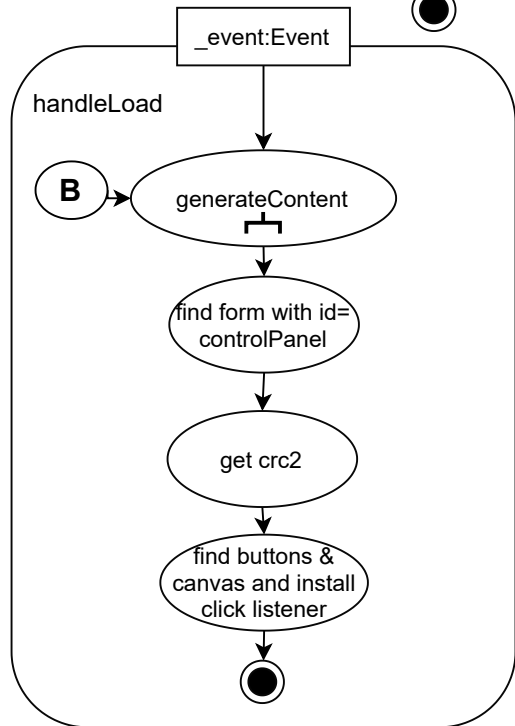 _event:Event
handleLoad
B
generateContent
find form with id=
controlPanel
get crc2
find buttons &
canvas and install
click listener